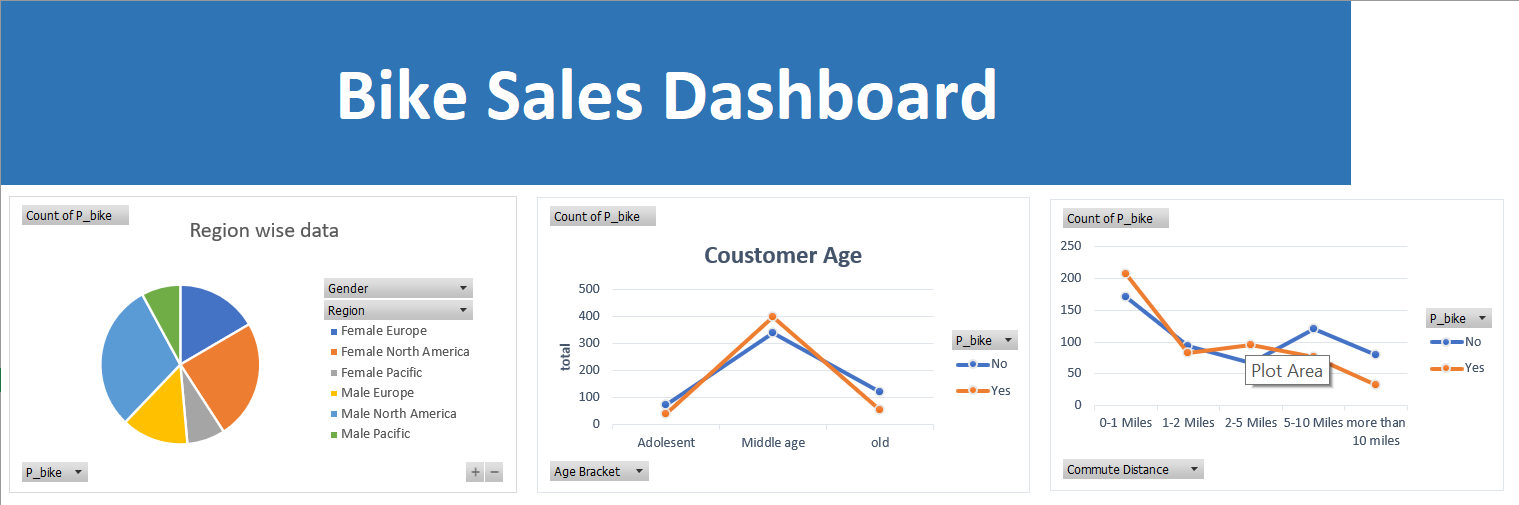 Bike Sales Dashboard
Count of P_bike
Region wise data
Gender
Region
Female Europe
Female North America
Female Pacific
Male Europe
Male North America
Male Pacific
P_bike
+ −
Count of P_bike
Coustomer Age
500
400
300
200
100
0
total
Adolesent Middle age old
P_bike
No
Yes
Age Bracket
Count of P_bike
250
200
150
100
50
0
Plot Area
0-1 Miles 1-2 Miles 2-5 Miles 5-10 Miles more than
10 miles
P_bike
No
Yes
Commute Distance